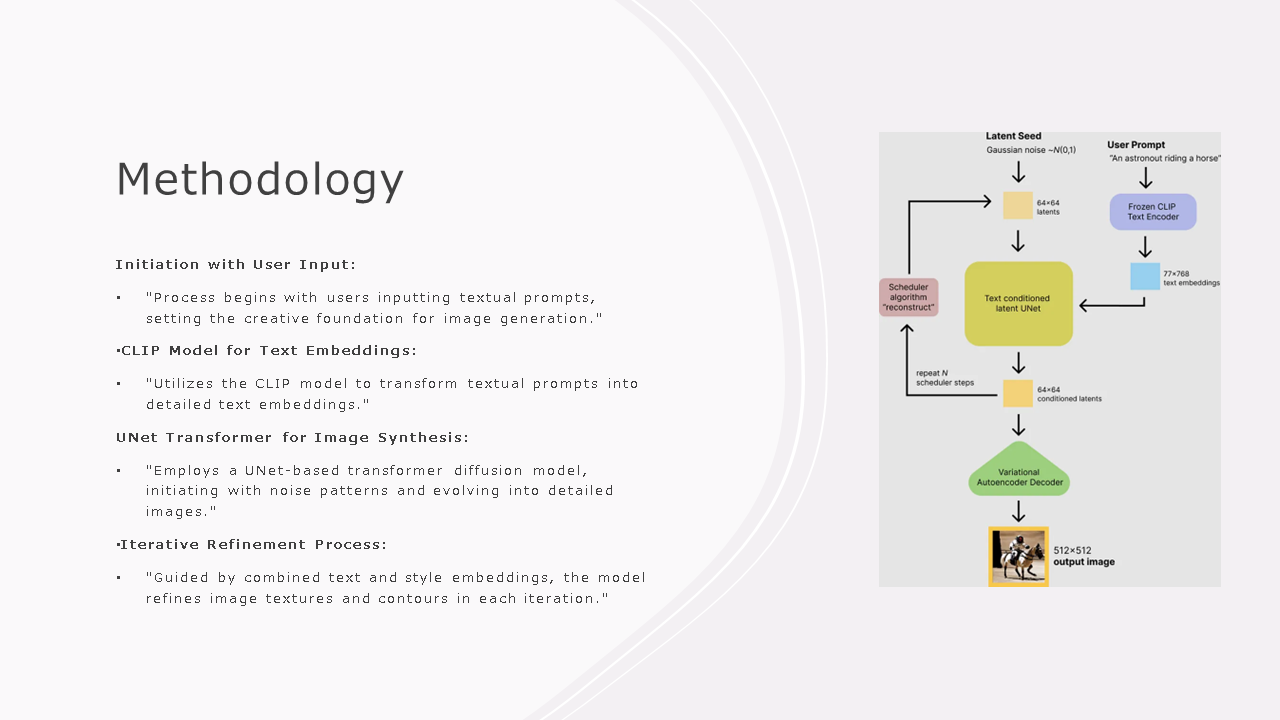 Methodology
Initiation with User Input:
▪ "Process begins with users inputting textual prompts,
setting the creative foundation for image generation."
▪CLIP Model for Text Embeddings:
▪ "Utilizes the CLIP model to transform textual prompts into
detailed text embeddings."
UNet Transformer for Image Synthesis:
▪ "Employs a UNet-based transformer diffusion model,
initiating with noise patterns and evolving into detailed
images."
▪Iterative Refinement Process:
▪ "Guided by combined text and style embeddings, the model
refines image textures and contours in each iteration."
Latent Seed
Gaussian noise ~N(0,1)
User Prompt
"An astronout riding a horse"
64×64
latents
Frozen CLIP
Text Encoder
77×768
text embeddings
Scheduler
algorithm
"reconstruct"
Text conditioned
latent UNet
repeat N
scheduler steps
64×64
conditioned latents
Variational
Autoencoder Decoder
512×512
output image